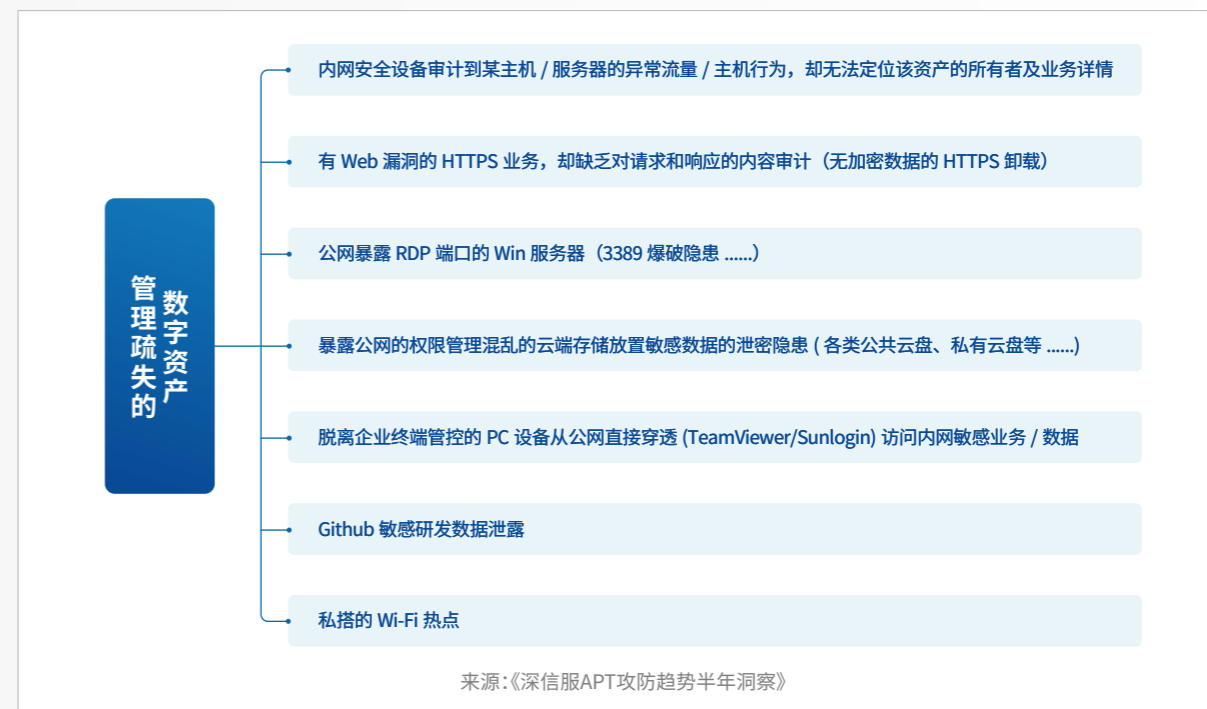 管理疏失的
数字资产
内网安全设备审计到某主机 / 服务器的异常流量 / 主机行为，却无法定位该资产的所有者及业务详情
有 Web 漏洞的 HTTPS 业务，却缺乏对请求和响应的内容审计（无加密数据的 HTTPS 卸载）
公网暴露 RDP 端口的 Win 服务器（3389 爆破隐患 ......）
暴露公网的权限管理混乱的云端存储放置敏感数据的泄密隐患 ( 各类公共云盘、私有云盘等 ......)
脱离企业终端管控的 PC 设备从公网直接穿透 (TeamViewer/Sunlogin) 访问内网敏感业务 / 数据
Github 敏感研发数据泄露
私搭的 Wi-Fi 热点
来源：《深信服APT攻防趋势半年洞察》